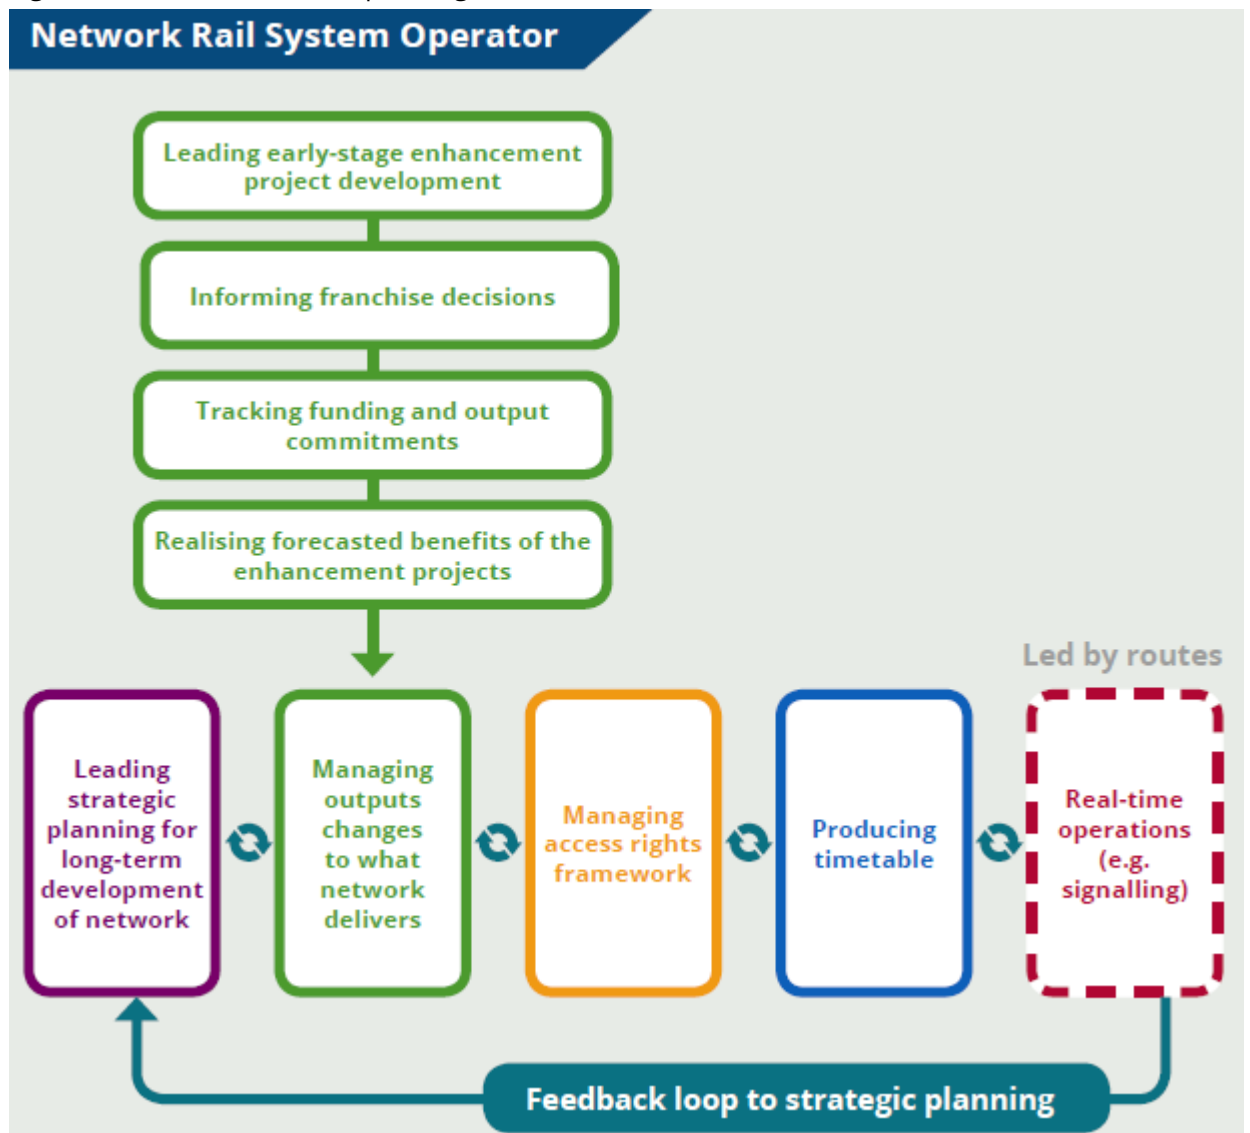 Network Rail System Operator
Leading early-stage enhancement
project development
Informing franchise decisions
Tracking funding and output
commitments
Realising forecasted benefits of the
enhancement projects
Led by routes
Leading
strategic
planning for
long-term
development
of network
Managing
outputs
changes
to what
network
delivers
Managing
access rights
framework
Producing
timetable
Real-time
operations
(e.g.
signalling)
Feedback loop to strategic planning